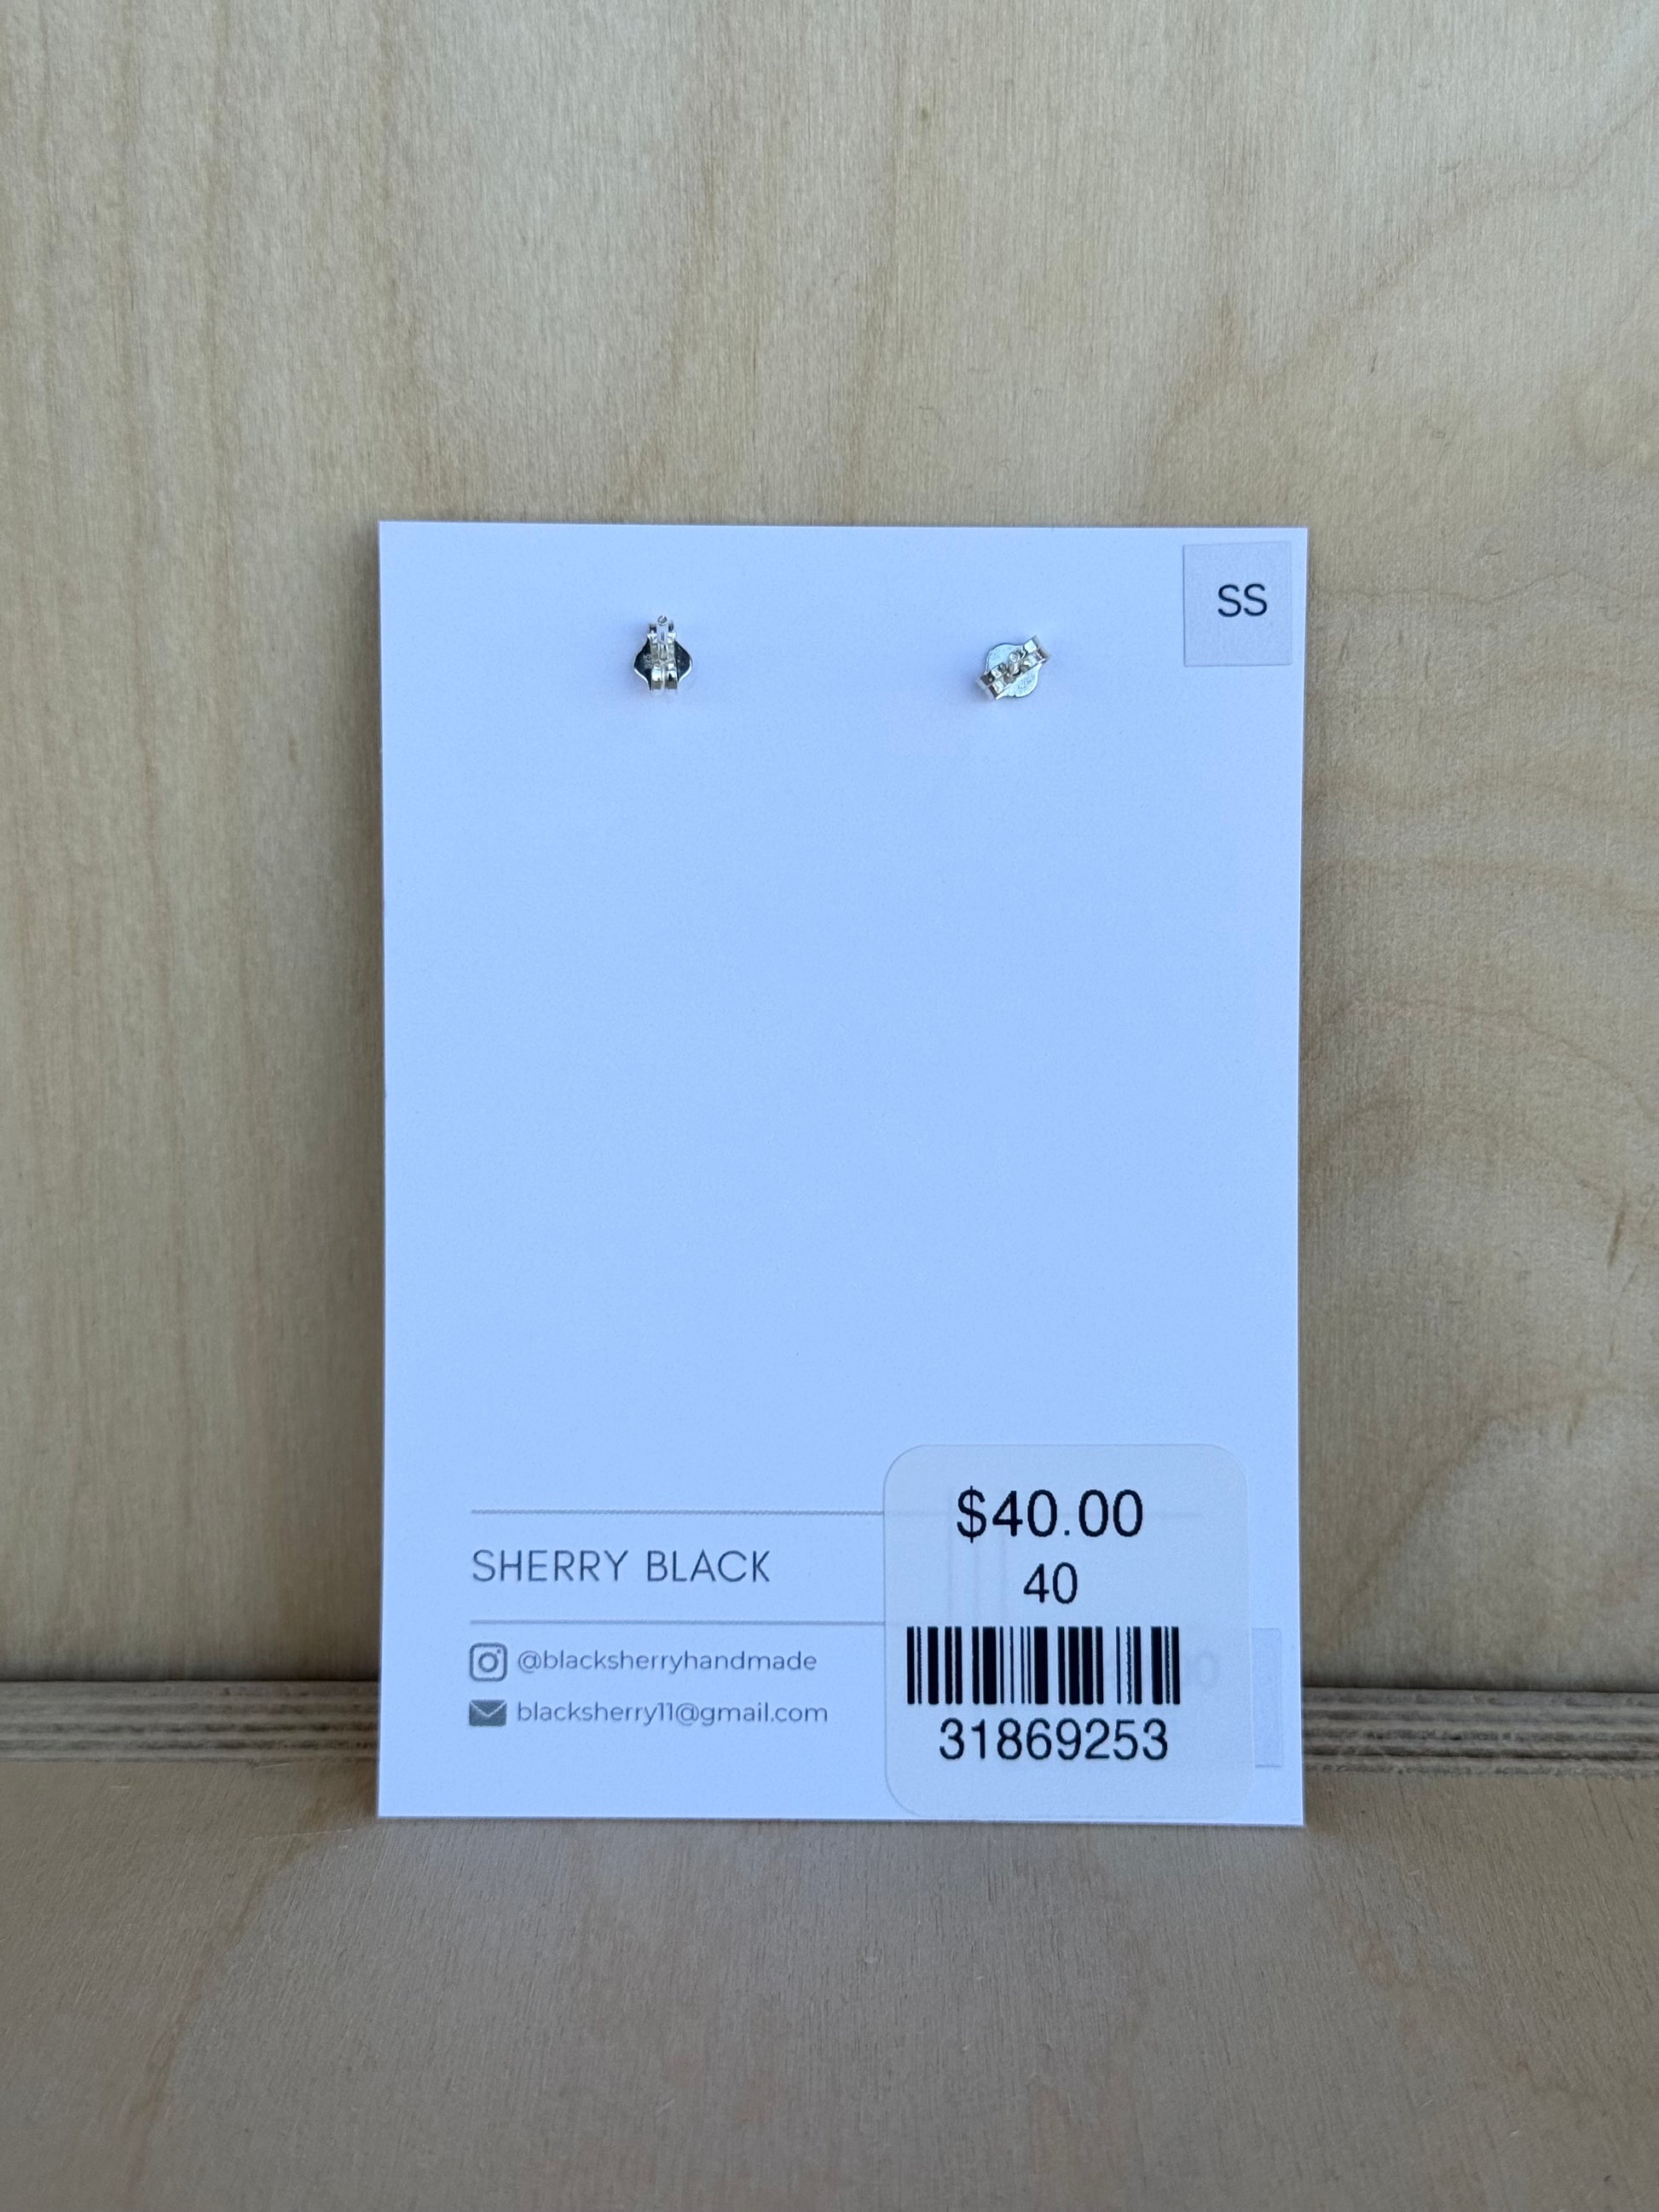 SS
$40.00
40
SHERRY BLACK
@blacksherryhandmade
blacksherry11@gmail.com
31869253